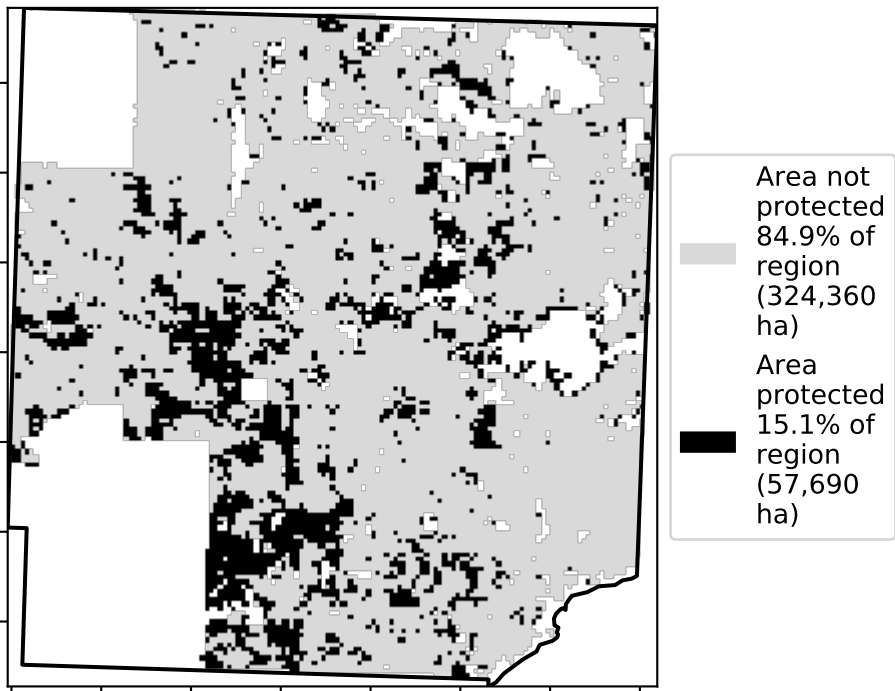 Area not
protected
84.9% of
region
(324,360
ha)
Area
protected
15.1% of
region
(57,690
ha)